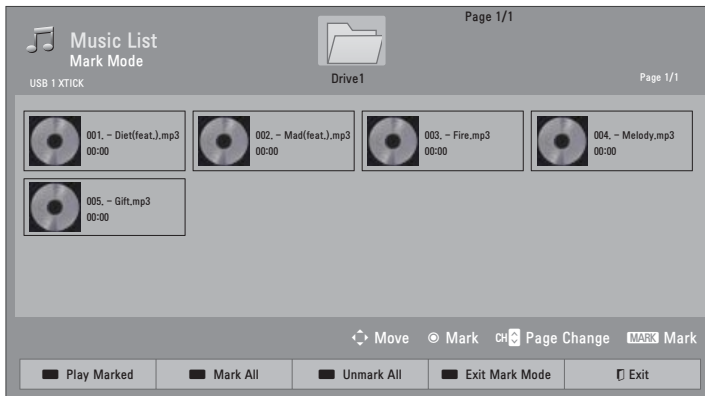 Page 1/1
Music List
Mark Mode
USB 1 XTICK
Drive1
Page 1/1
001. - Diet(feat.).mp3
00:00
002. - Mad(feat.).mp3
00:00
003. - Fire.mp3
00:00
004. - Melody.mp3
00:00
005. - Gift.mp3
00:00
Move
Mark
CH Page Change
MARK Mark
Play Marked
Mark All
Unmark All
Exit Mark Mode
Exit